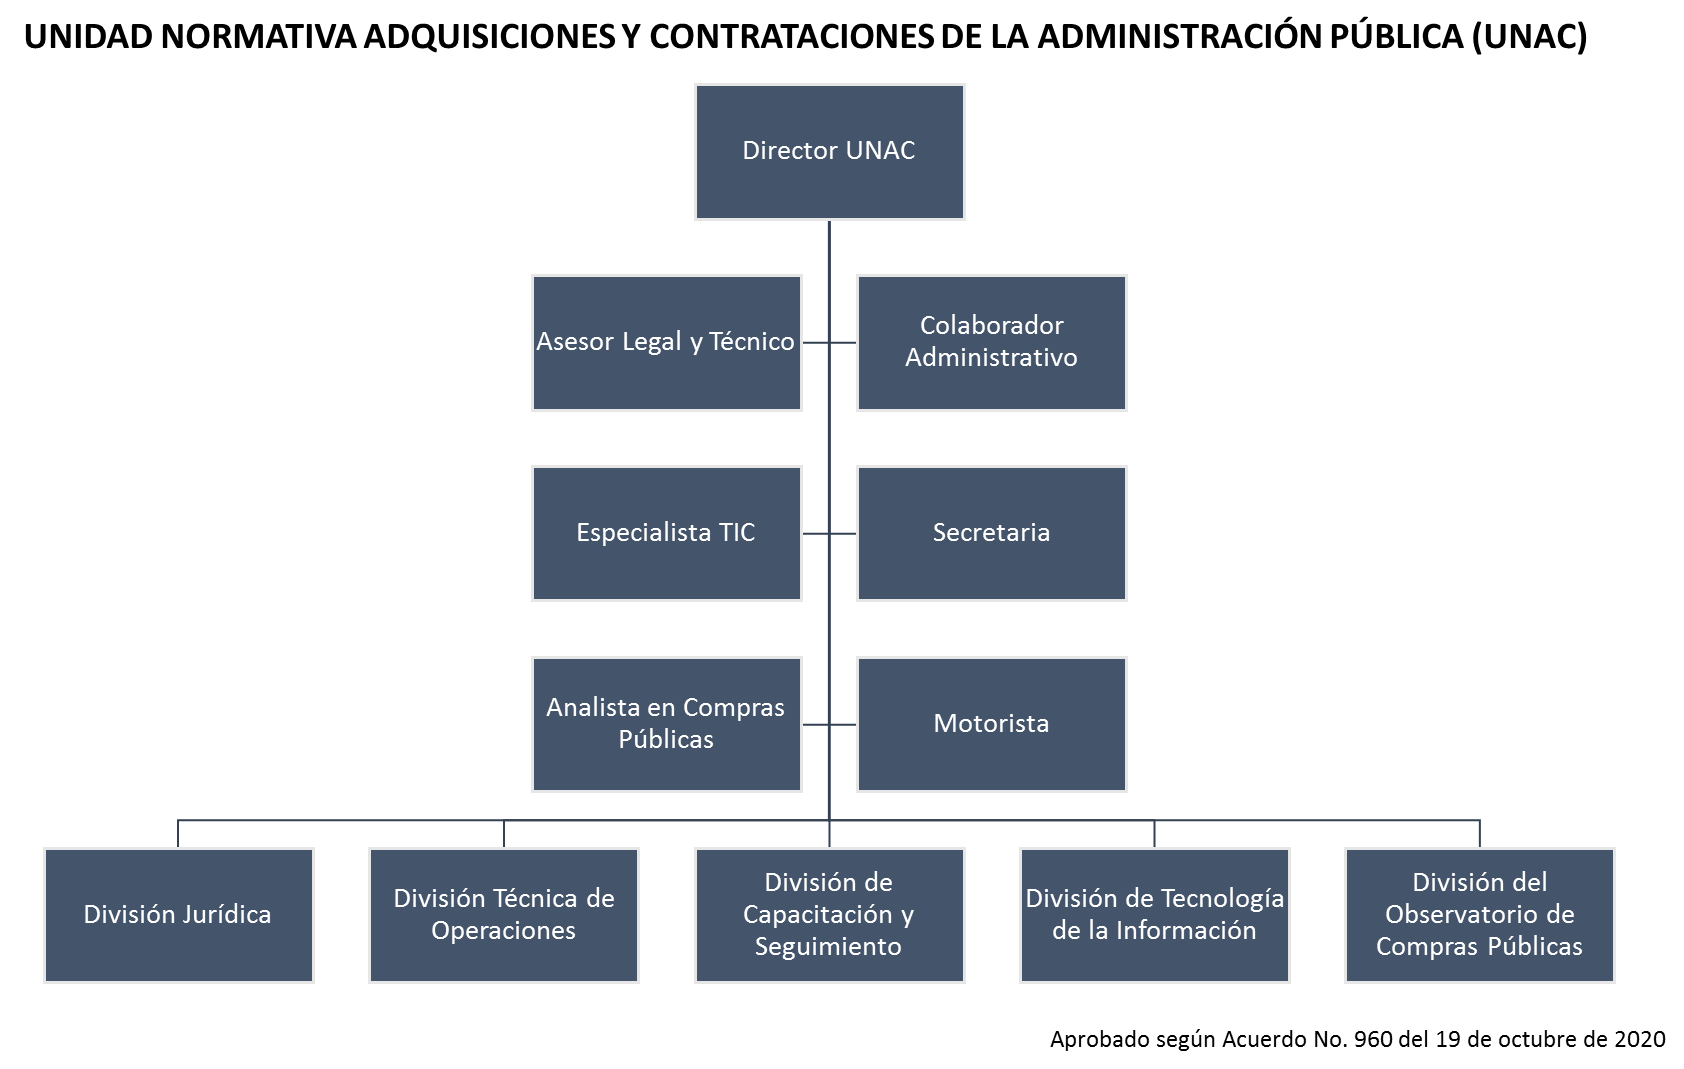 UNIDAD NORMATIVA ADQUISICIONES Y CONTRATACIONES DE LA ADMINISTRACIÓN PÚBLICA (UNAC)
Director UNAC
Asesor Legal y Técnico
Colaborador
Administrativo
Especialista TIC
Secretaria
Analista en Compras
Públicas
Motorista
División Jurídica
División Técnica de
Operaciones
División de
Capacitación y
Seguimiento
División de Tecnología
de la Información
División del
Observatorio de
Compras Públicas
Aprobado según Acuerdo No. 960 del 19 de octubre de 2020